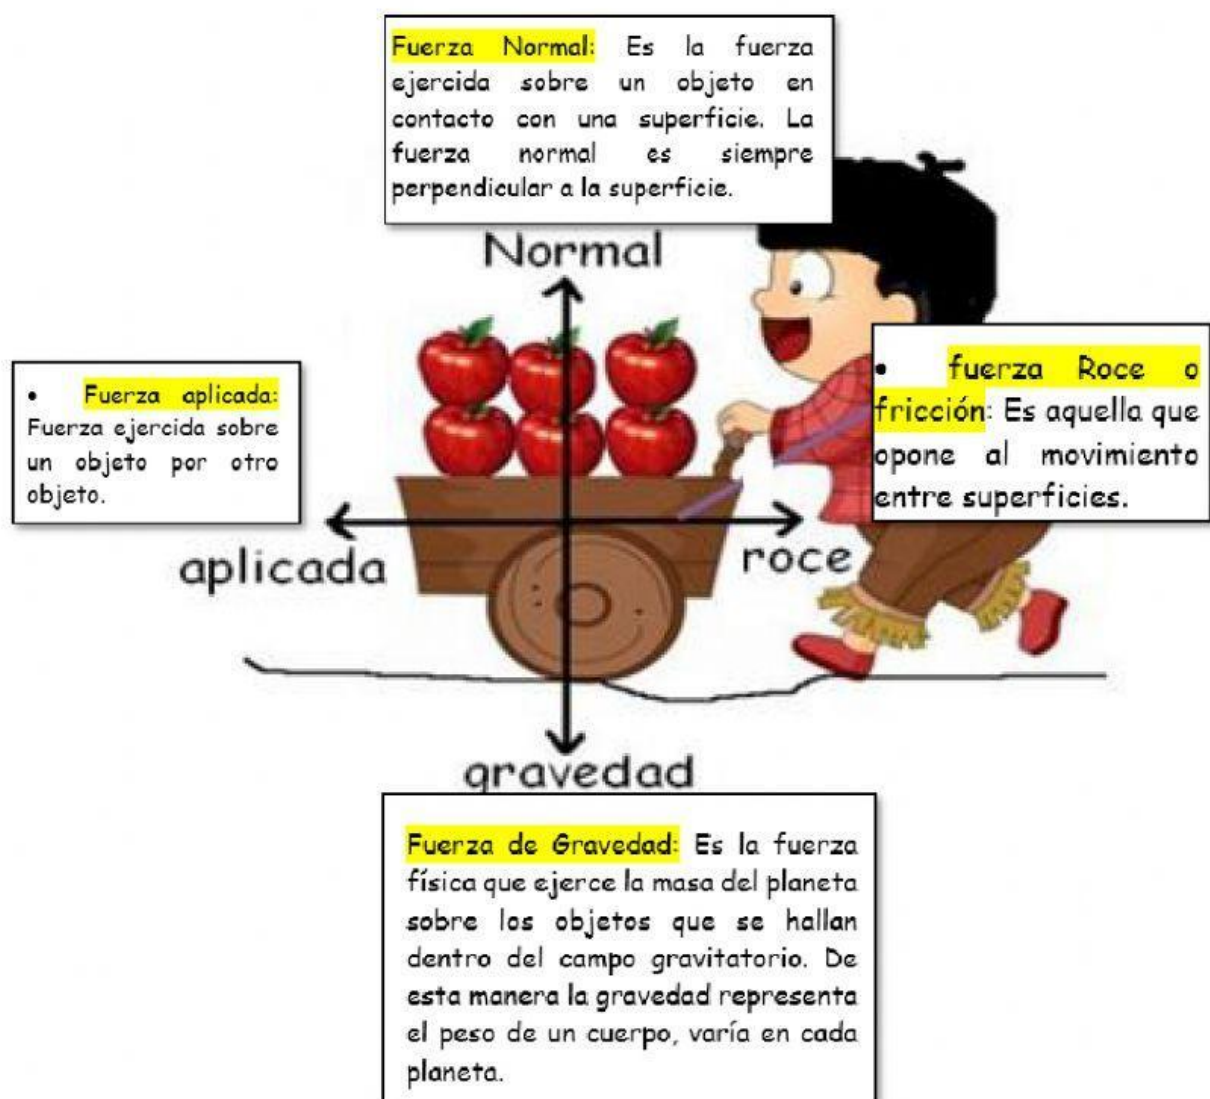 Fuerza Normal: Es la fuerza
ejercida sobre un objeto en
contacto con una superficie. La
fuerza normal es siempre
perpendicular a la superficie.
Normal
• Fuerza aplicada:
Fuerza ejercida sobre
un objeto por otro
objeto.
• fuerza Roce o
fricción: Es aquella que
opone al movimiento
entre superficies.
aplicada
roce
gravedad
Fuerza de Gravedad: Es la fuerza
física que ejerce la masa del planeta
sobre los objetos que se hallan
dentro del campo gravitatorio. De
esta manera la gravedad representa
el peso de un cuerpo, varía en cada
planeta.